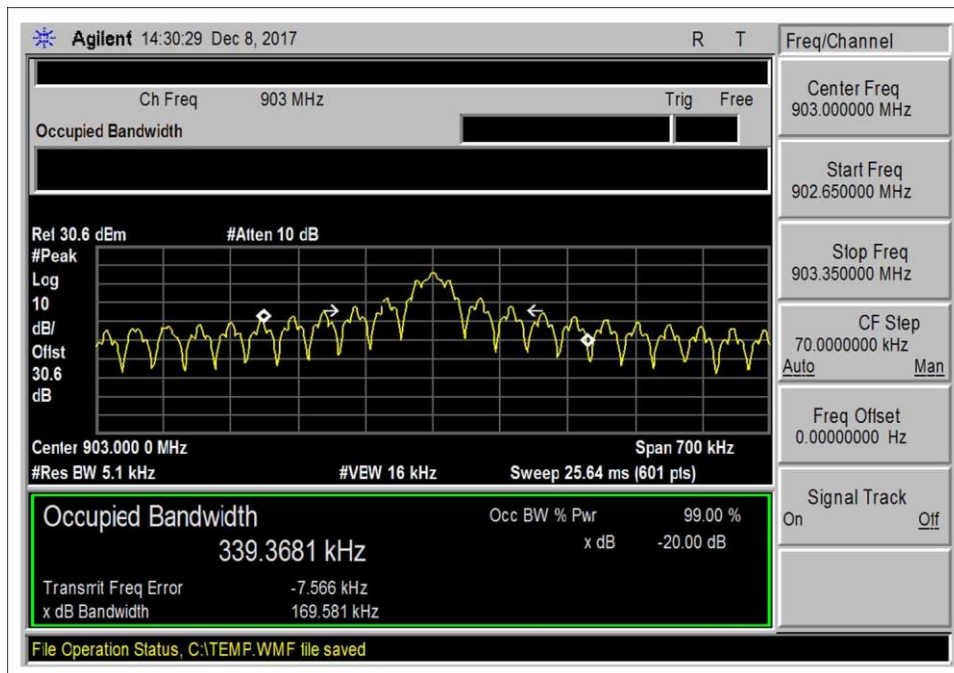 Agilent 14:30:29 Dec 8, 2017 R T
Freq/Channel
Ch Freq 903 MHz Trig Free
Occupied Bandwidth
Center Freq
903.000000 MHz
Start Freq
902.650000 MHz
Stop Freq
903.350000 MHz
CF Step
70.0000000 kHz
Auto Man
Freq Offset
0.00000000 Hz
Signal Track
On Off
Ref 30.6 dBm #Atten 10 dB
#Peak
Log
10
dB/
Offst
30.6
dB
Center 903.000 0 MHz Span 700 kHz
#Res BW 5.1 kHz #VBW 16 kHz Sweep 25.64 ms (601 pts)
Occupied Bandwidth
339.3681 kHz
Occ BW % Pwr 99.00 %
x dB -20.00 dB
Transmit Freq Error -7.566 kHz
x dB Bandwidth 169.581 kHz
File Operation Status, C:\TEMP.WMF file saved